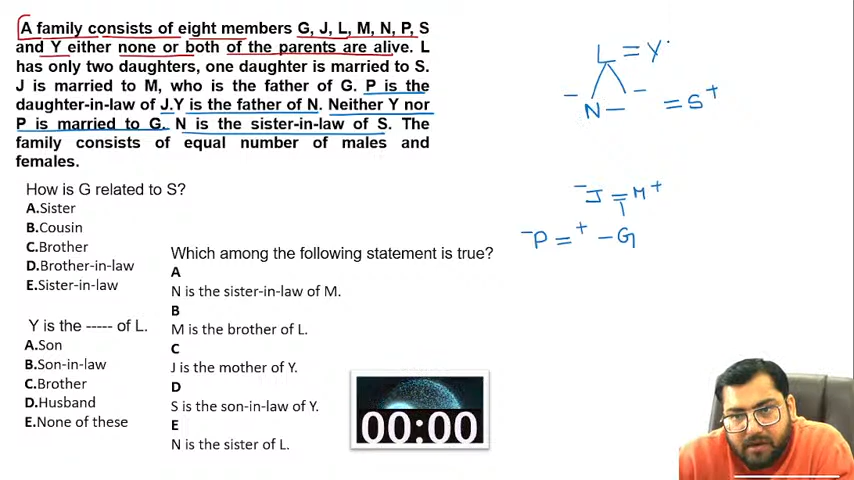 A family consists of eight members G, J, L, M, N, P, S
and Y either none or both of the parents are alive. L
has only two daughters, one daughter is married to S.
J is married to M, who is the father of G. P is the
daughter-in-law of J.Y is the father of N. Neither Y nor
P is married to G. N is the sister-in-law of S. The
family consists of equal number of males and
females.
How is G related to S?
A.Sister
B.Cousin
C.Brother
D.Brother-in-law
E.Sister-in-law
Y is the ----- of L.
A.Son
B.Son-in-law
C.Brother
D.Husband
E.None of these
Which among the following statement is true?
A
N is the sister-in-law of M.
B
M is the brother of L.
C
J is the mother of Y.
D
S is the son-in-law of Y.
E
N is the sister of L.
00:00
L = Y
- -
N - = S+
-J = M+
-P = + - G